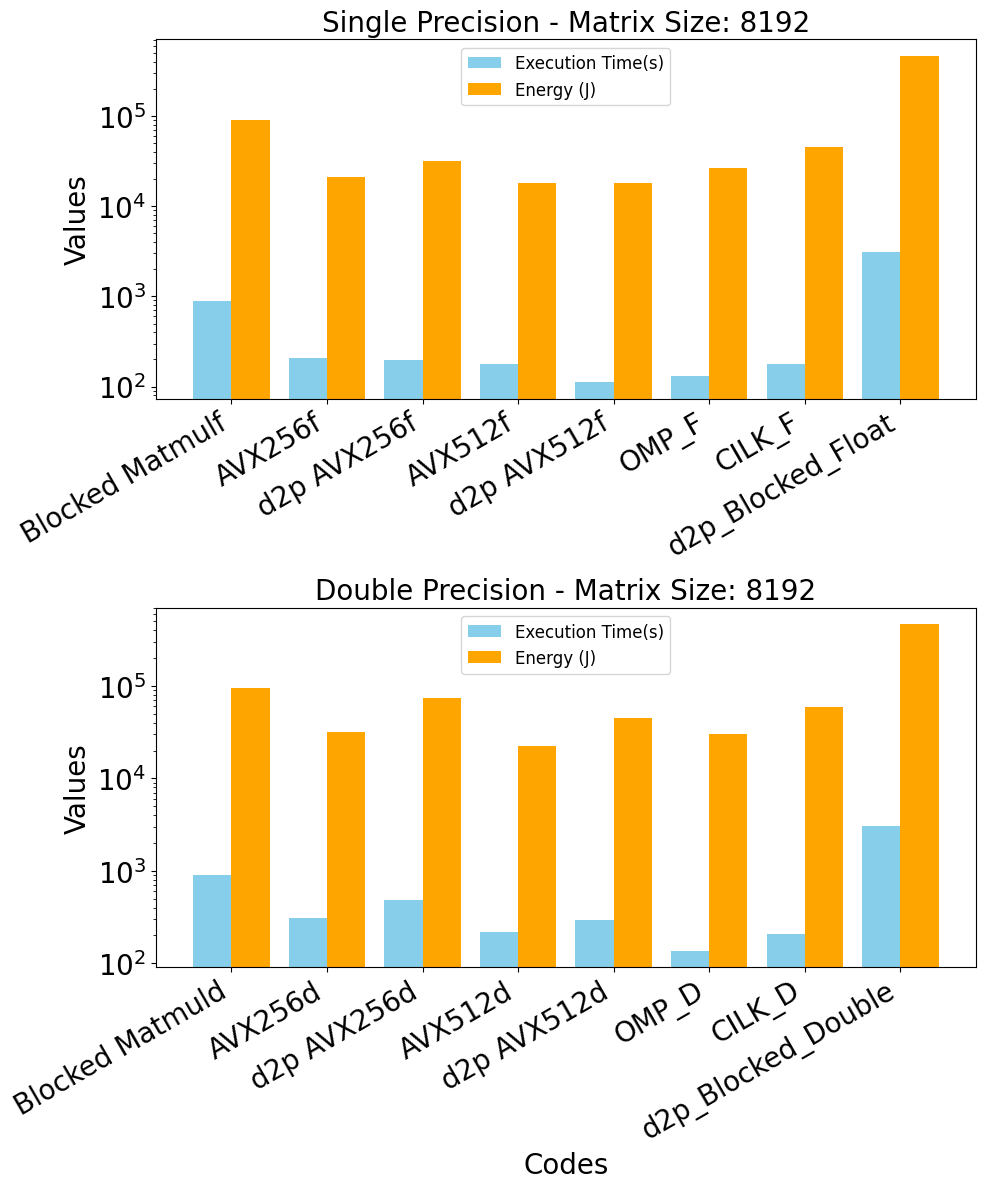 Single Precision - Matrix Size: 8192
Execution Time(s)
Energy (J)
Values
10^5
10^4
10^3
10^2
Blocked Matmulf
AVX256f
d2p AVX256f
AVX512f
d2p AVX512f
OMP_F
CILK_F
d2p_Blocked_Float
Double Precision - Matrix Size: 8192
Execution Time(s)
Energy (J)
Values
10^5
10^4
10^3
10^2
Blocked Matmuld
AVX256d
d2p AVX256d
AVX512d
d2p AVX512d
OMP_D
CILK_D
d2p_Blocked_Double
Codes